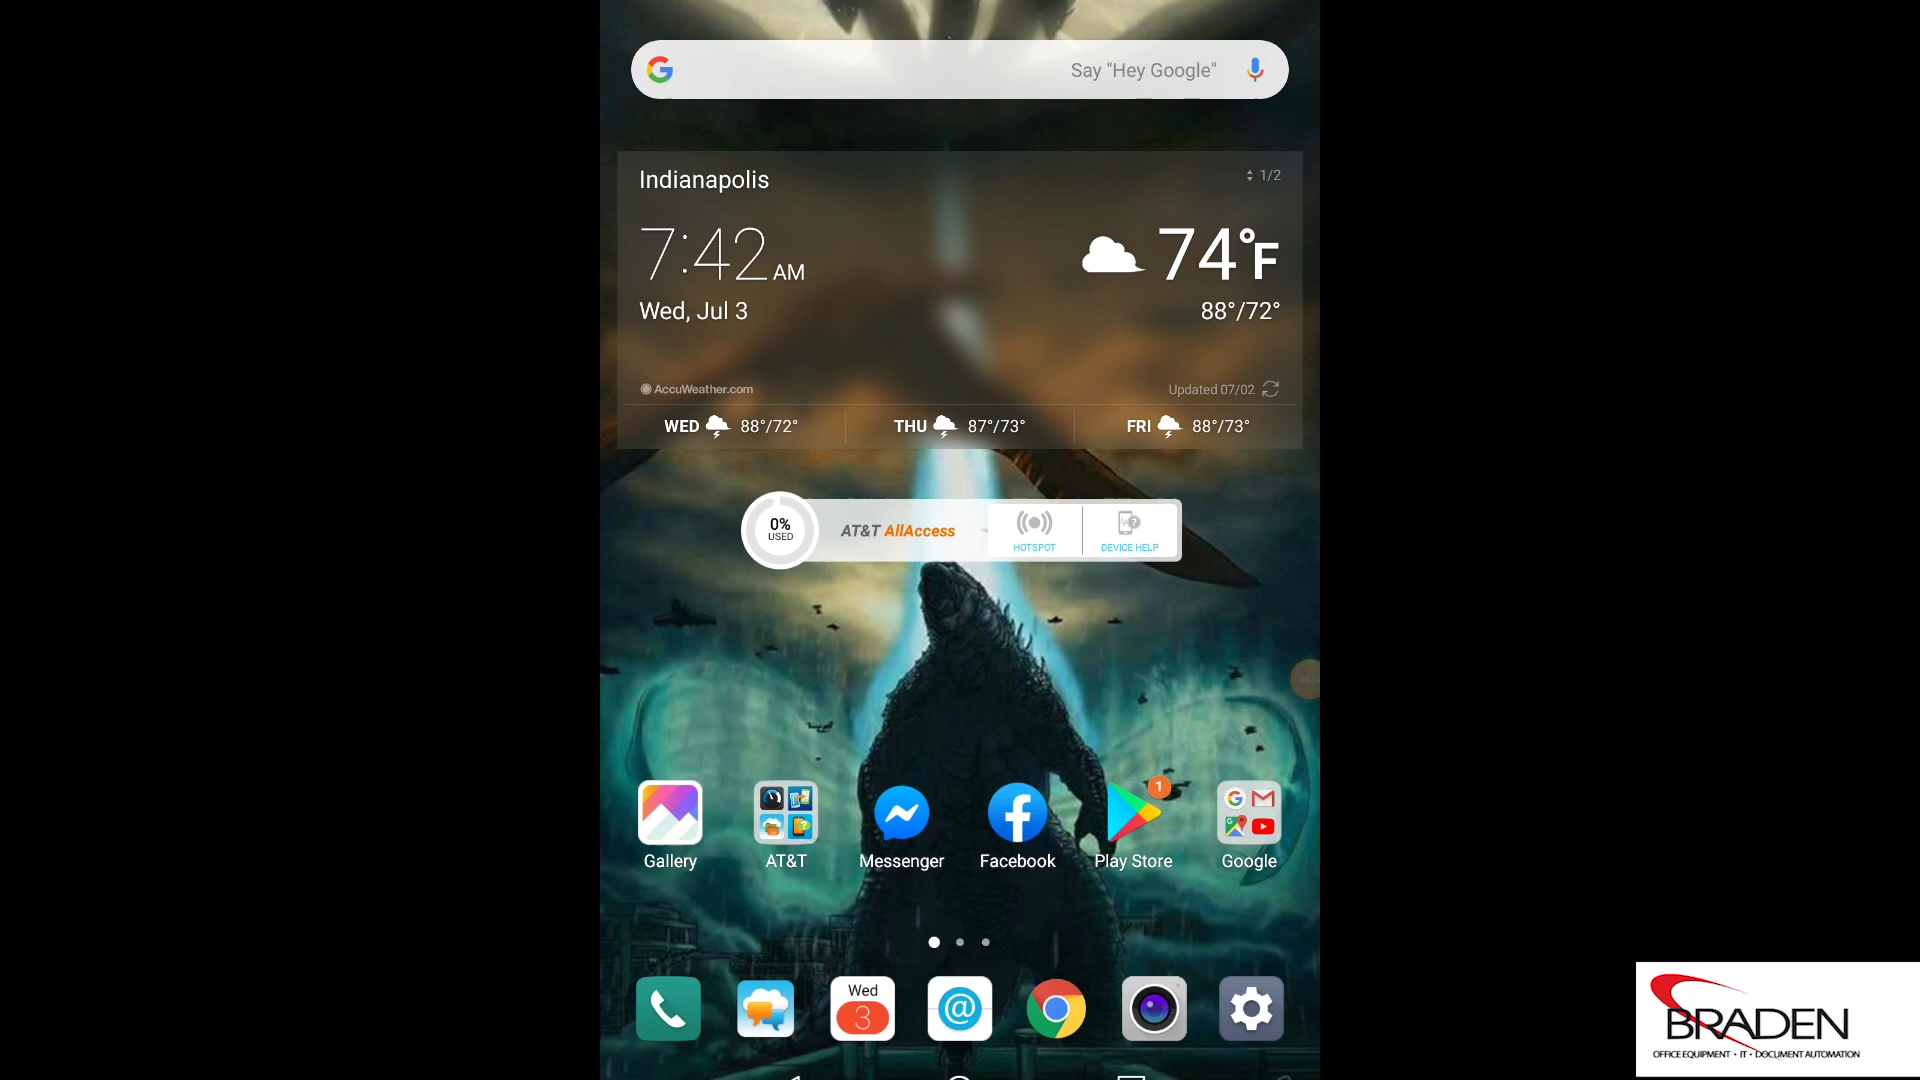 Say "Hey Google"
Indianapolis
1/2
7:42 AM
74°F
Wed, Jul 3
88°/72°
AccuWeather.com
Updated 07/02
WED 88°/72°
THU 87°/73°
FRI 88°/73°
0%
USED
AT&T AllAccess
HOTSPOT
DEVICE HELP
1
Gallery
AT&T
Messenger
Facebook
Play Store
Google
Wed
3
BRADEN
OFFICE EQUIPMENT • IT • DOCUMENT AUTOMATION